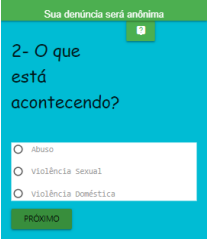 Sua denúncia será anônima
2- O que
está
acontecendo?
Abuso
Violência Sexual
Violência Doméstica
PRÓXIMO